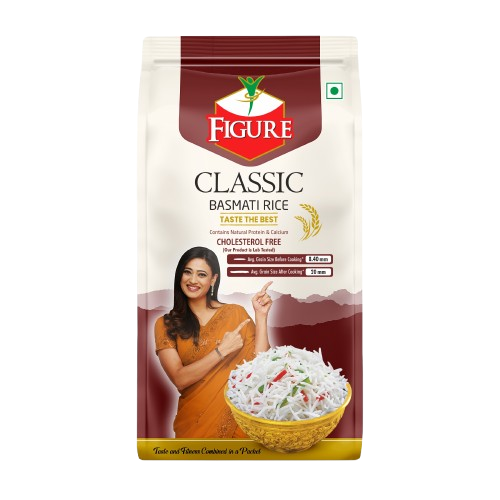 FIGURE
CLASSIC
BASMATI RICE
TASTE THE BEST
Contains Natural Protein & Calcium
CHOLESTEROL FREE
(Our Product is Lab Tested)
Avg. Grain Size Before Cooking* 8.40 mm
Avg. Grain Size After Cooking* 20 mm
Taste and Fitness Combined in a Packet